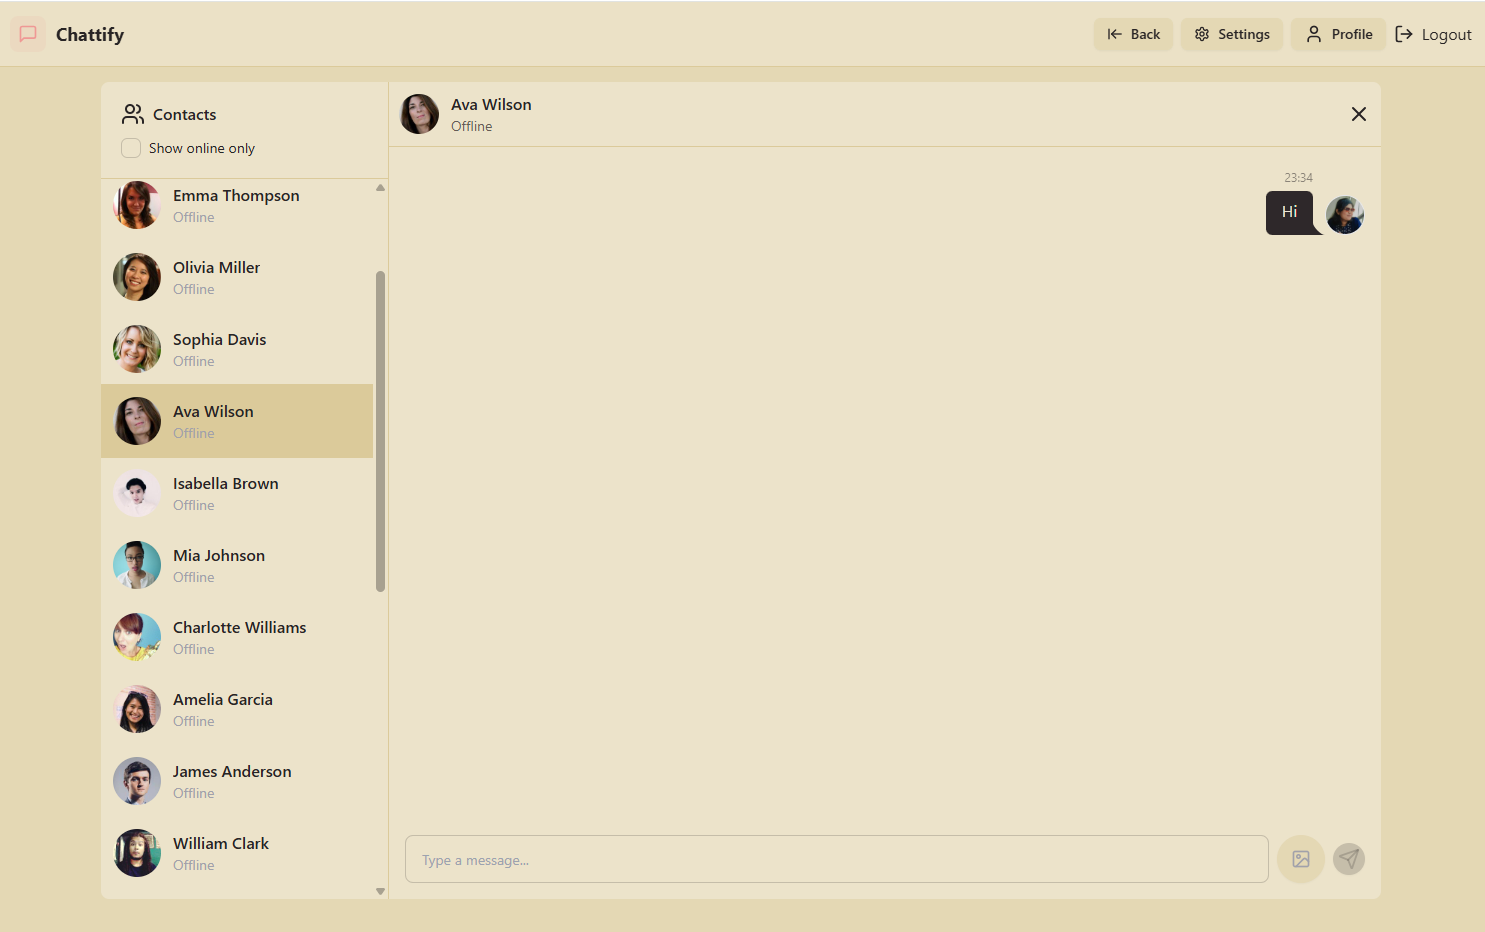 Chattify
Back
Settings
Profile
Logout
Contacts
Show online only
Emma Thompson
Offline
Olivia Miller
Offline
Sophia Davis
Offline
Ava Wilson
Offline
Isabella Brown
Offline
Mia Johnson
Offline
Charlotte Williams
Offline
Amelia Garcia
Offline
James Anderson
Offline
William Clark
Offline
Ava Wilson
Offline
23:34
Hi
Type a message...